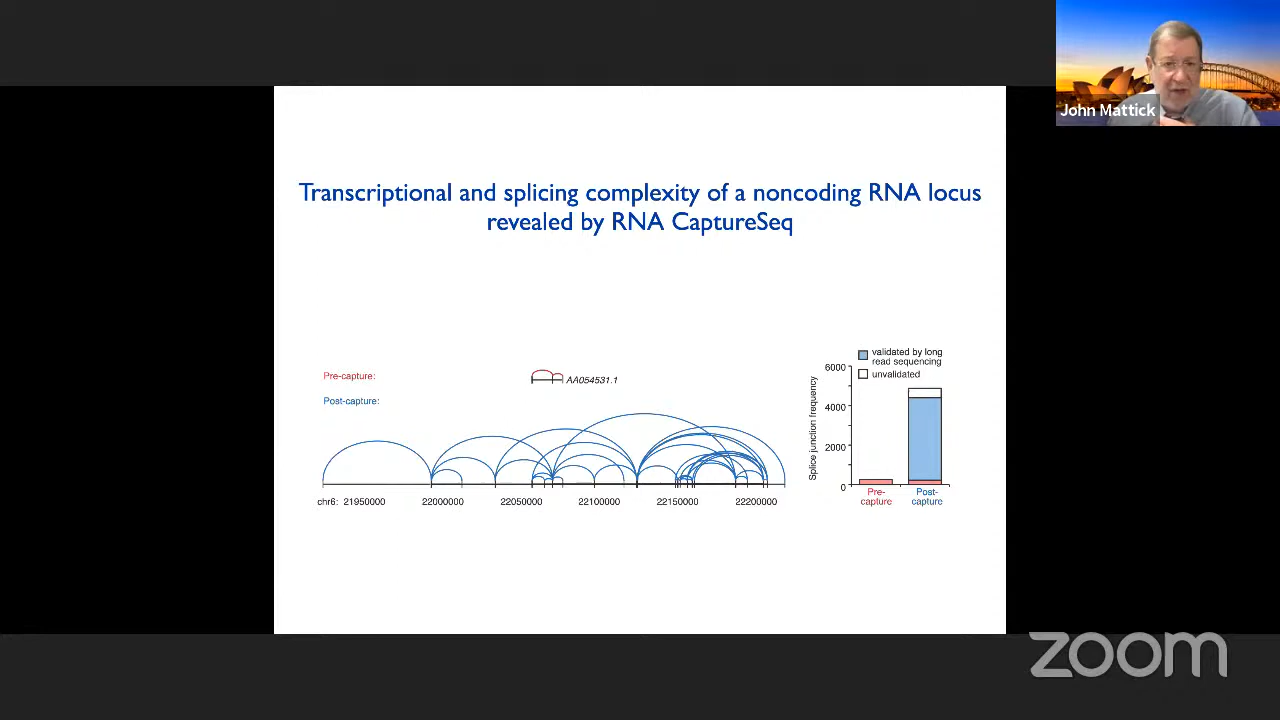 John Mattick
Transcriptional and splicing complexity of a noncoding RNA locus
revealed by RNA CaptureSeq
Pre-capture:
AA054531.1
Post-capture:
chr6: 21950000 22000000 22050000 22100000 22150000 22200000
validated by long
read sequencing
unvalidated
Splice junction frequency
6000
4000
2000
0
Pre-
capture
Post-
capture
zoom